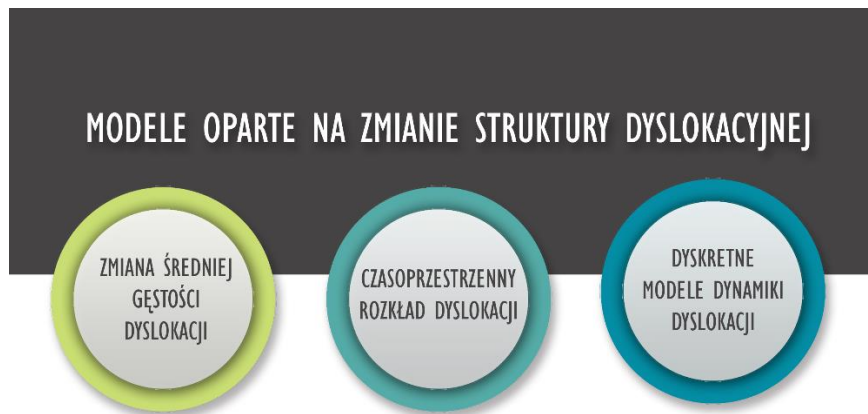 MODELE OPARTE NA ZMIANIE STRUKTURY DYSLOKACYJNEJ
ZMIANA ŚREDNIEJ
GĘSTOŚCI
DYSLOKACJI
CZASOPRZESTRZENNY
ROZKŁAD DYSLOKACJI
DYSKRETNE
MODELE DYNAMIKI
DYSLOKACJI